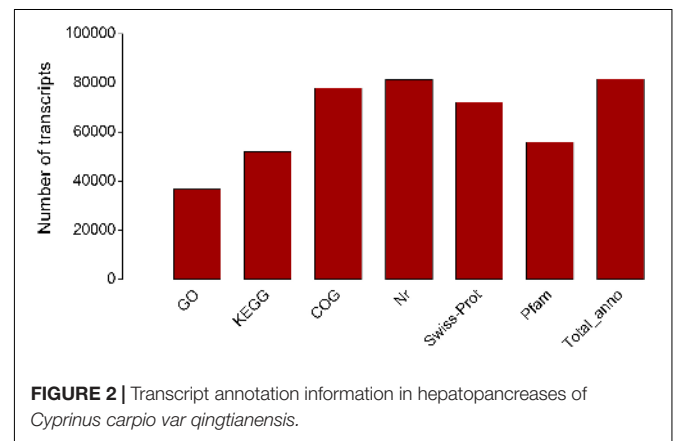 100000
80000
60000
40000
20000
0
Number of transcripts
GO
KEGG
COG
Nr
Swiss-Prot
Pfam
Total_anno
FIGURE 2 | Transcript annotation information in hepatopancreases of
Cyprinus carpio var qingtianensis.